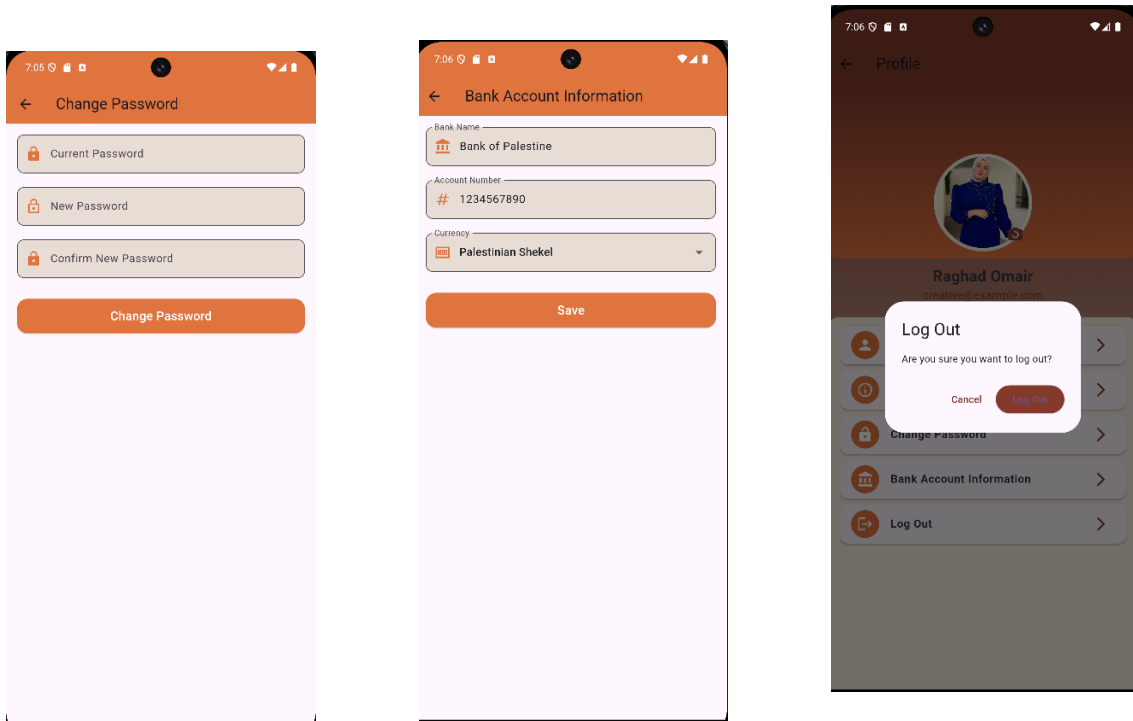 7:05
Change Password
Current Password
New Password
Confirm New Password
Change Password
7:06
Bank Account Information
Bank Name
Bank of Palestine
Account Number
# 1234567890
Currency
Palestinian Shekel
Save
7:06
Profile
Raghad Omair
creative@example.com
Log Out
Are you sure you want to log out?
Cancel
Log Out
Change Password
Bank Account Information
Log Out